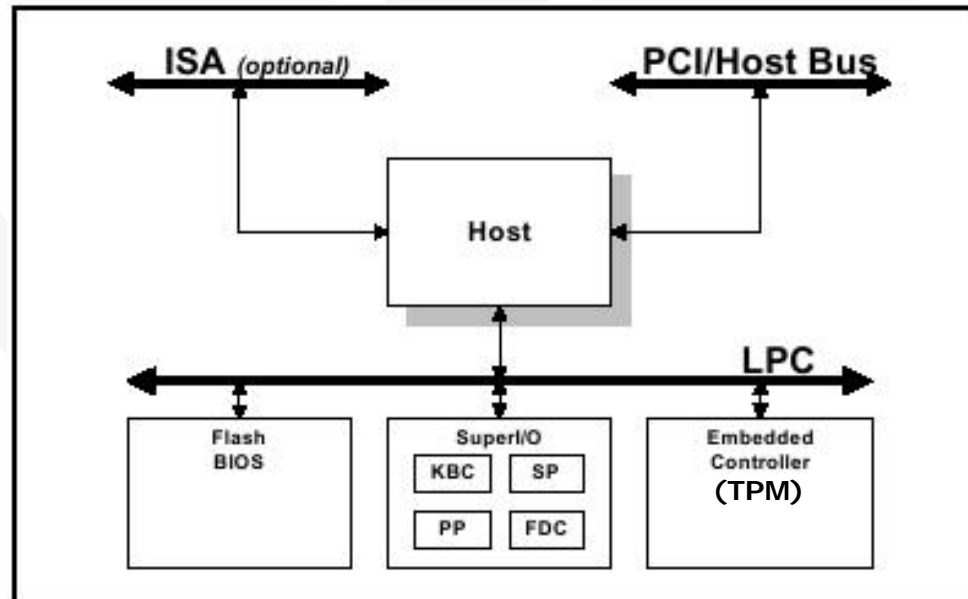 ISA (optional)
PCI/Host Bus
Host
LPC
Flash
BIOS
SuperI/O
KBC
SP
PP
FDC
Embedded
Controller
(TPM)